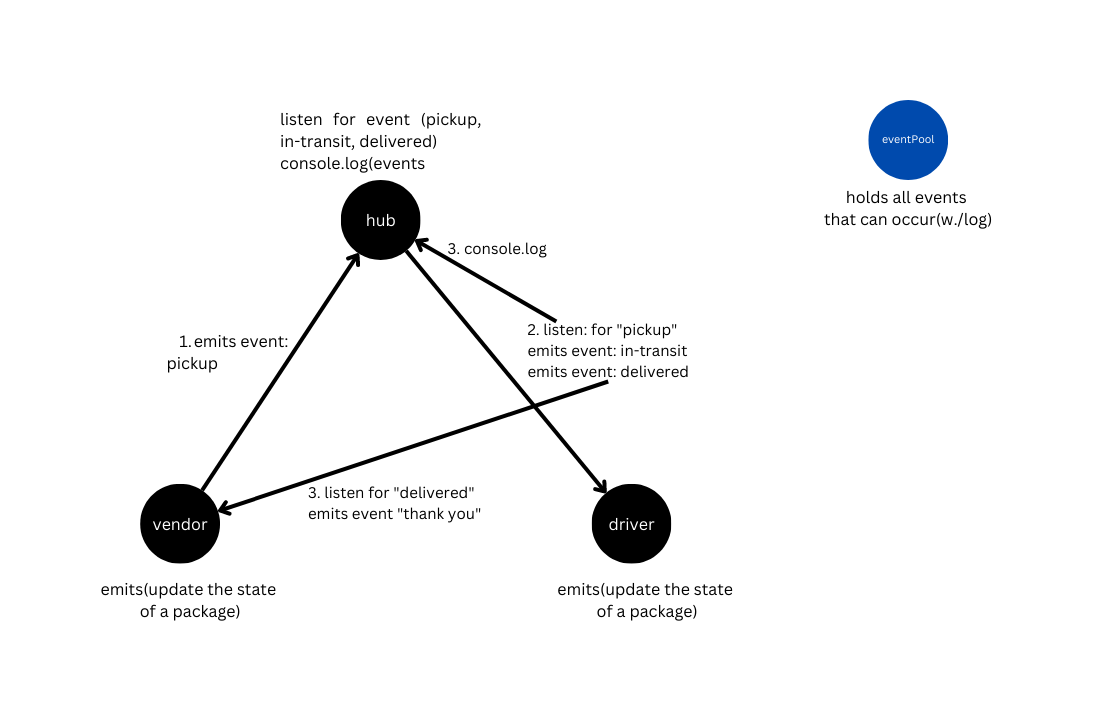 listen for event (pickup,
in-transit, delivered)
console.log(events
eventPool
holds all events
that can occur(w./log)
hub
3. console.log
2. listen: for "pickup"
emits event: in-transit
emits event: delivered
1. emits event:
pickup
3. listen for "delivered"
emits event "thank you"
vendor
driver
emits(update the state
of a package)
emits(update the state
of a package)